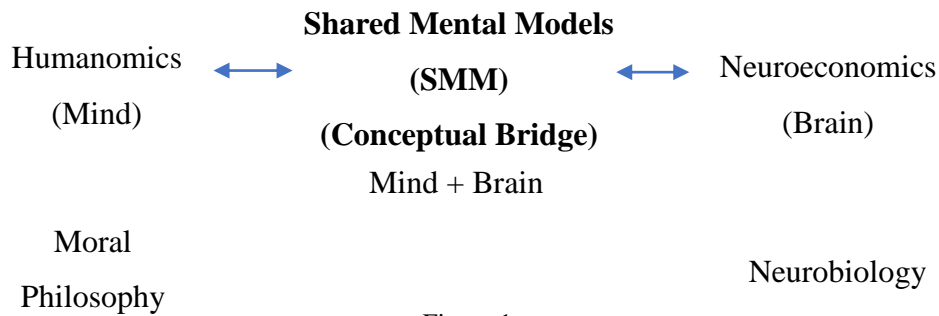 Shared Mental Models
Humanomics
(SMM)
Neuroeconomics
(Mind)
(Brain)
(Conceptual Bridge)
Mind + Brain
Moral
Philosophy
Neurobiology